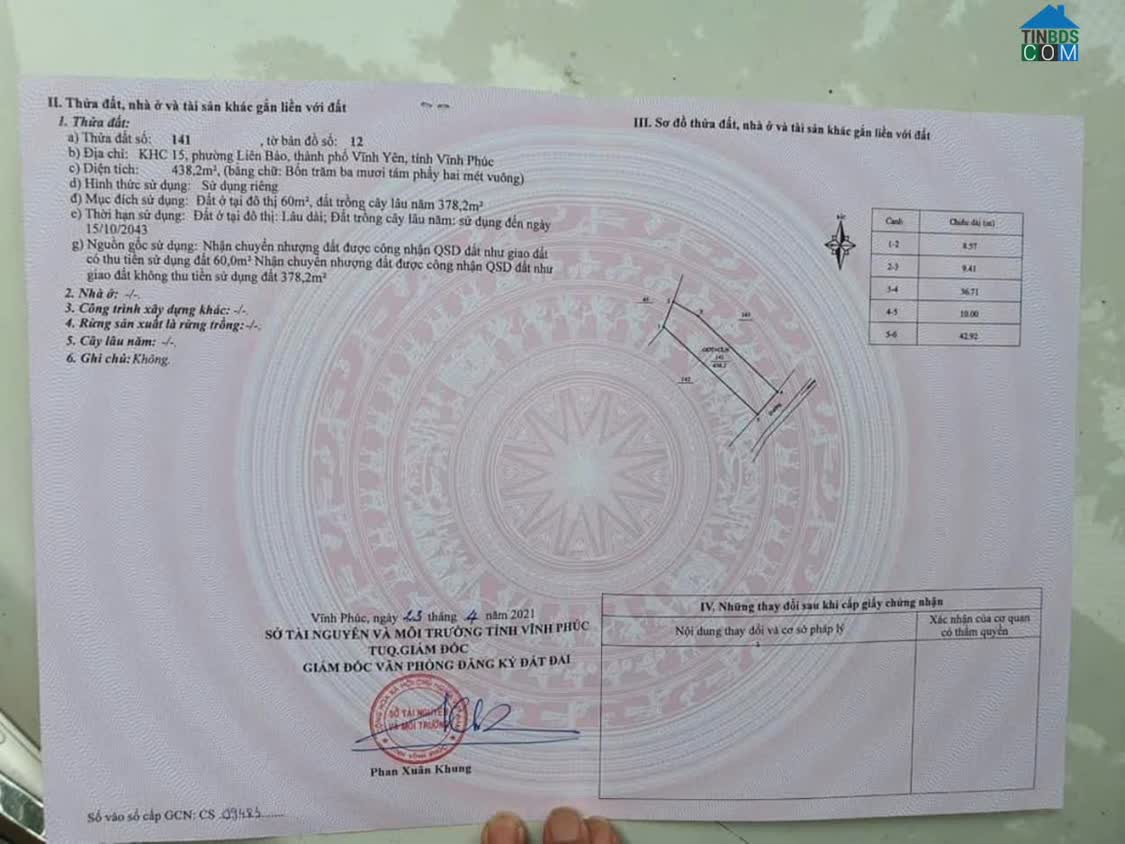 TINBDS
COM
II. Thửa đất, nhà ở và tài sản khác gắn liền với đất
1. Thửa đất:
a) Thửa đất số: 141 , tờ bản đồ số: 12
b) Địa chỉ: KHC 15, phường Liên Bảo, thành phố Vĩnh Yên, tỉnh Vĩnh Phúc
c) Diện tích: 438,2m², (bằng chữ: Bốn trăm ba mươi tám phẩy hai mét vuông)
d) Hình thức sử dụng: Sử dụng riêng
đ) Mục đích sử dụng: Đất ở tại đô thị 60m², đất trồng cây lâu năm 378,2m²
e) Thời hạn sử dụng: Đất ở tại đô thị: Lâu dài; Đất trồng cây lâu năm: sử dụng đến ngày
15/10/2043
g) Nguồn gốc sử dụng: Nhận chuyển nhượng đất được công nhận QSD đất như giao đất
có thu tiền sử dụng đất 60,0m² Nhận chuyển nhượng đất được công nhận QSD đất như
giao đất không thu tiền sử dụng đất 378,2m²
2. Nhà ở: -/-.
3. Công trình xây dựng khác: -/-.
4. Rừng sản xuất là rừng trồng: -/-.
5. Cây lâu năm: -/-.
6. Ghi chú: Không.
III. Sơ đồ thửa đất, nhà ở và tài sản khác gắn liền với đất
Cạnh Chiều dài (m)
1-2 8.57
2-3 9.41
3-4 36.71
4-5 10.00
5-6 42.92
141
142
Đường
Vĩnh Phúc, ngày 23 tháng 4 năm 2021
SỞ TÀI NGUYÊN VÀ MÔI TRƯỜNG TỈNH VĨNH PHÚC
TUQ.GIÁM ĐỐC
GIÁM ĐỐC VĂN PHÒNG ĐĂNG KÝ ĐẤT ĐAI
SỞ TÀI NGUYÊN
VÀ MÔI TRƯỜNG
Phan Xuân Khung
Số vào sổ cấp GCN: CS 09483
IV. Những thay đổi sau khi cấp giấy chứng nhận
Nội dung thay đổi và cơ sở pháp lý
Xác nhận của cơ quan
có thẩm quyền